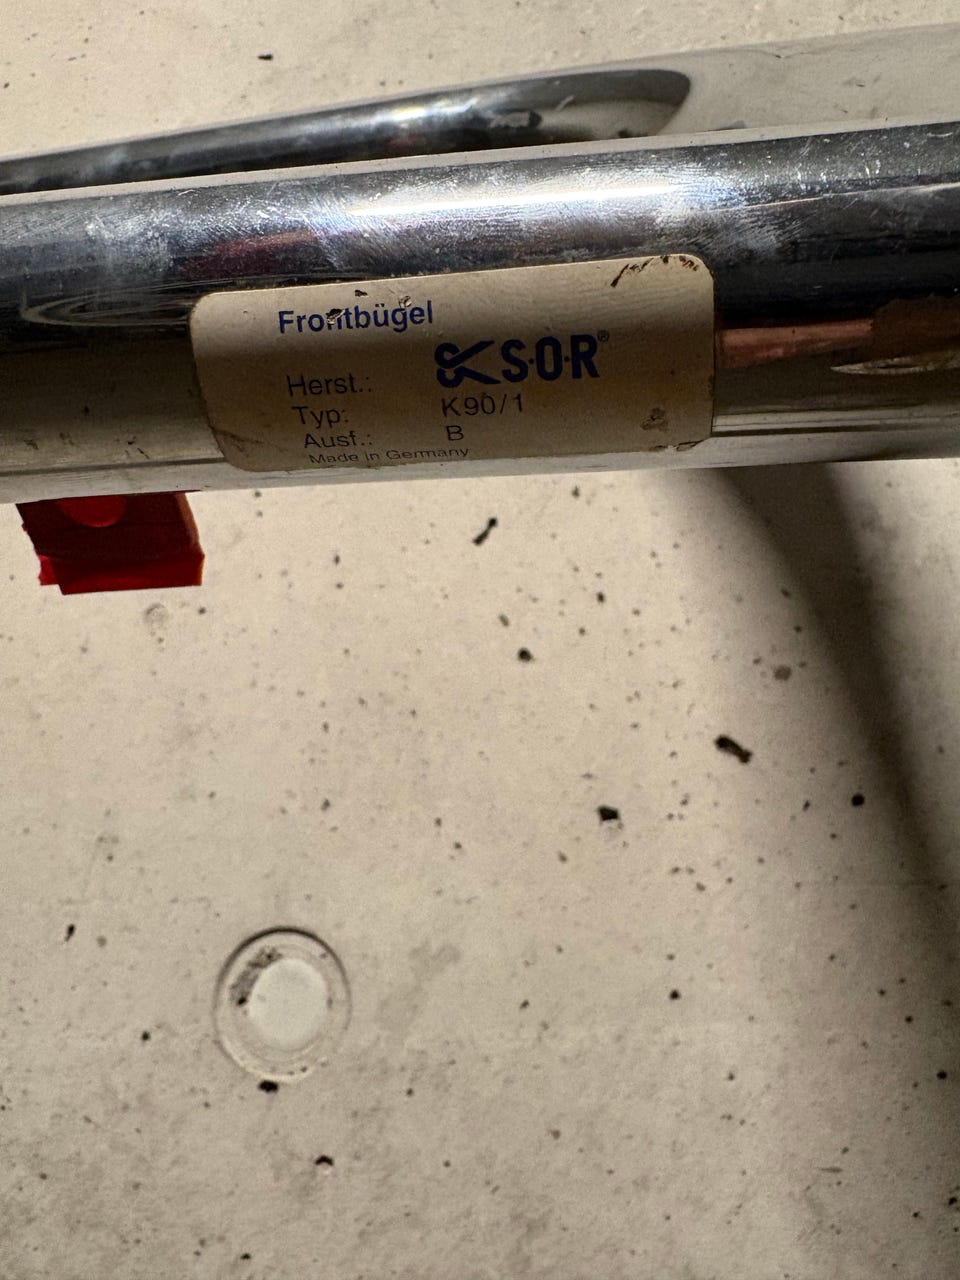 Frontbügel
Herst.: S·O·R®
Typ: K90/1
Ausf.: B
Made in Germany